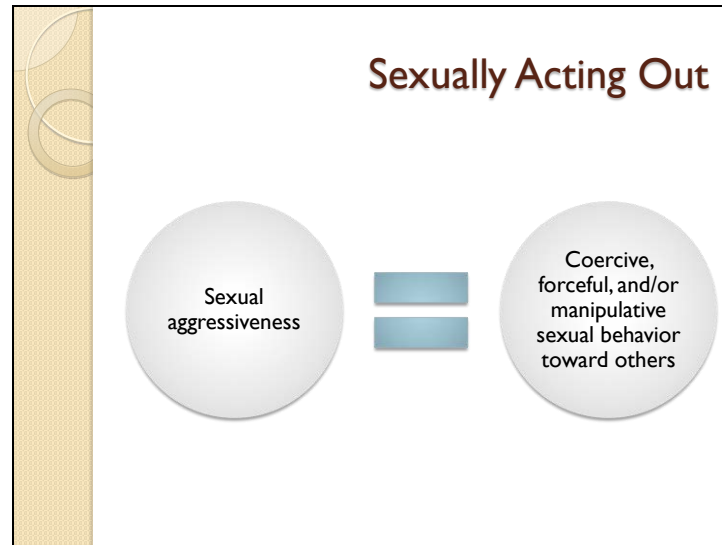 Sexually Acting Out
Sexual
aggressiveness
Coercive,
forceful, and/or
manipulative
sexual behavior
toward others